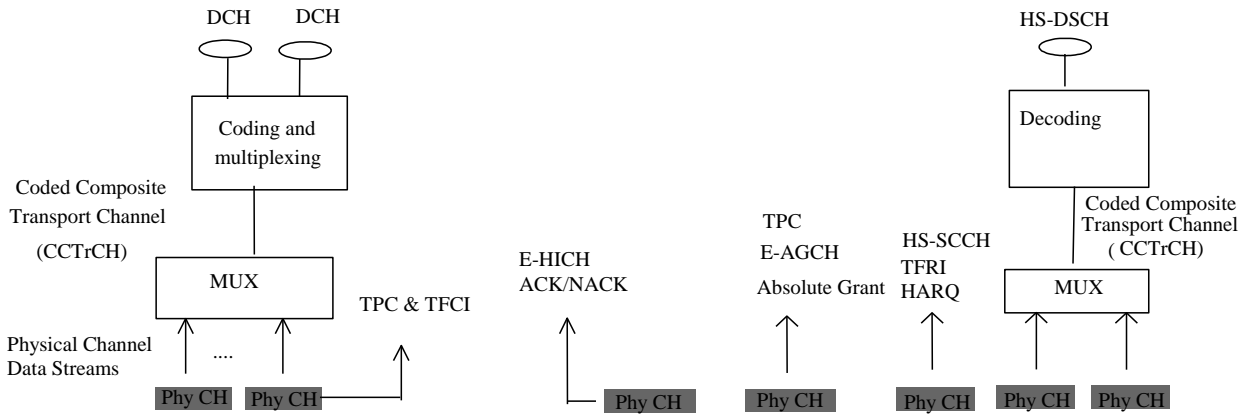 DCH
DCH
HS-DSCH
Coding and
multiplexing
Decoding
Coded Composite
Transport Channel
(CCTrCH)
MUX
TPC & TFCI
E-HICH
ACK/NACK
TPC
E-AGCH
Absolute Grant
HS-SCCH
TFRI
HARQ
Coded Composite
Transport Channel
( CCTrCH)
MUX
Physical Channel
Data Streams
....
Phy CH
Phy CH
Phy CH
Phy CH
Phy CH
Phy CH
Phy CH